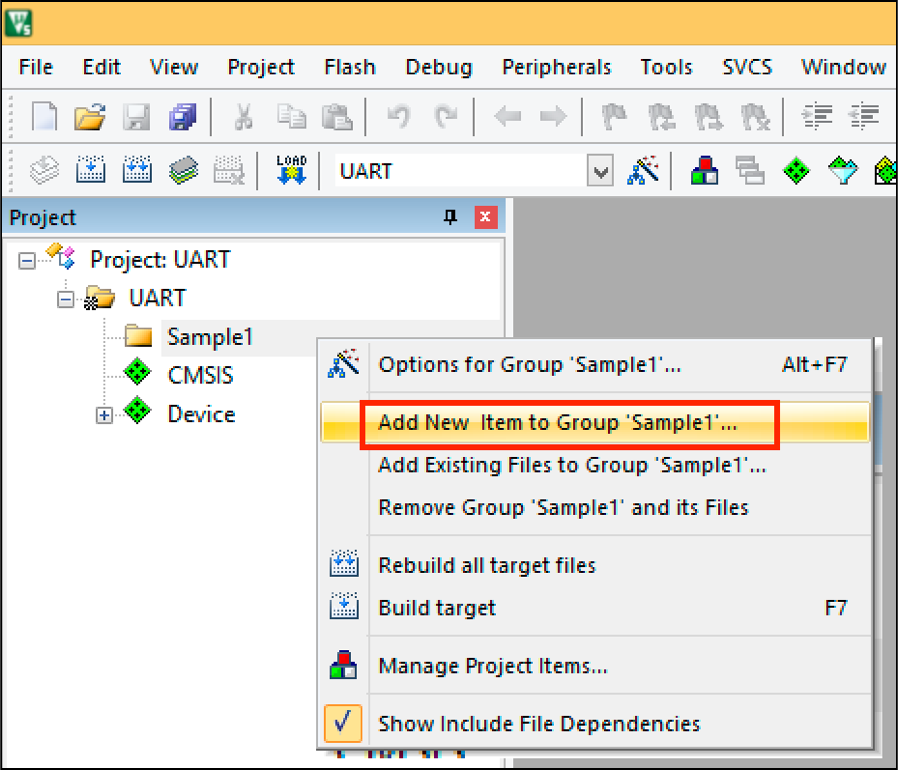 File Edit View Project Flash Debug Peripherals Tools SVCS Window
LOAD
UART
Project
Project: UART
UART
Sample1
CMSIS
Device
Options for Group 'Sample1'... Alt+F7
Add New  Item to Group 'Sample1'...
Add Existing Files to Group 'Sample1'...
Remove Group 'Sample1' and its Files
Rebuild all target files
Build target F7
Manage Project Items...
Show Include File Dependencies